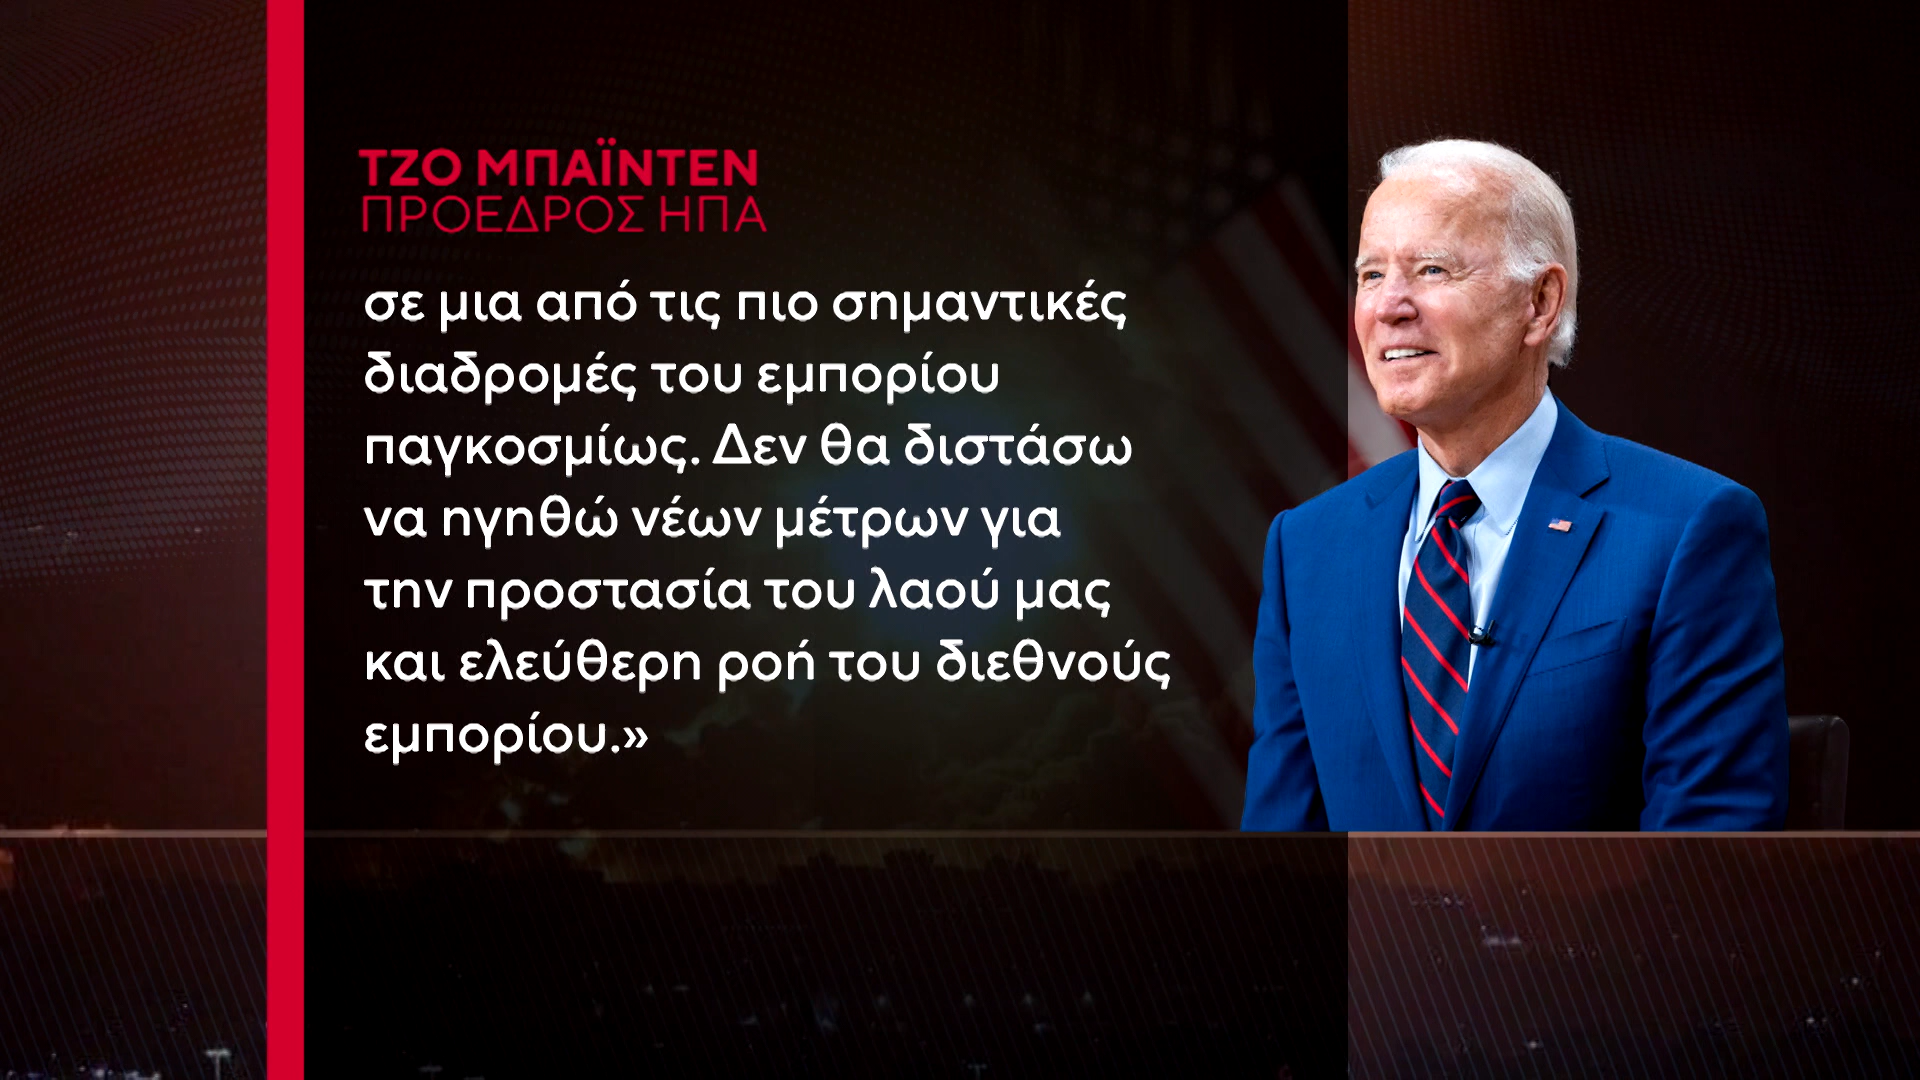 ΤΖΟ ΜΠΑΪΝΤΕΝ
ΠΡΟΕΔΡΟΣ ΗΠΑ
σε μια από τις πιο σημαντικές
διαδρομές του εμπορίου
παγκοσμίως. Δεν θα διστάσω
να ηγηθώ νέων μέτρων για
την προστασία του λαού μας
και ελεύθερη ροή του διεθνούς
εμπορίου.»